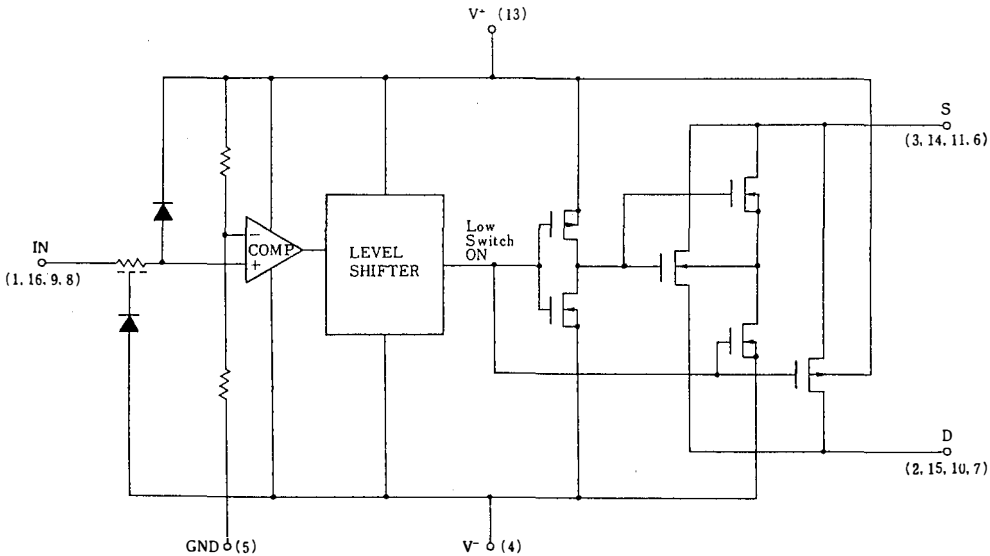 V+ (13)
S
(3, 14, 11, 6)
IN
(1, 16, 9, 8)
−
COMP
+
LEVEL
SHIFTER
Low
Switch
ON
D
(2, 15, 10, 7)
GND (5)
V− (4)